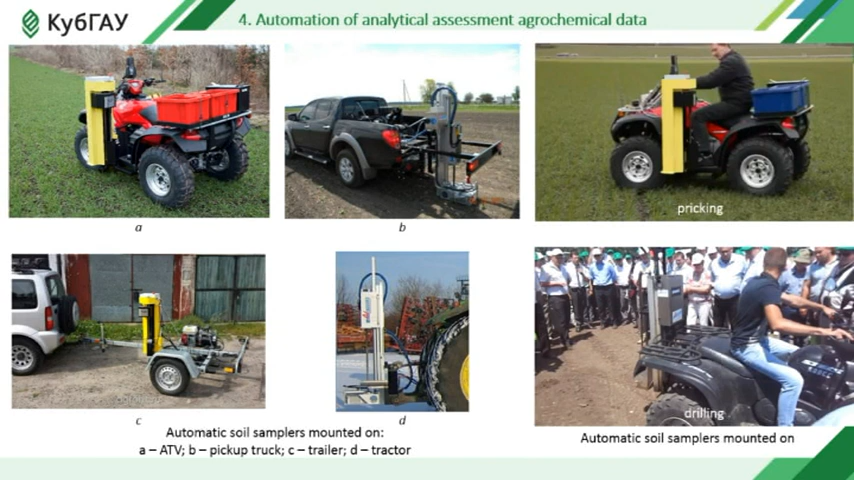 КубГАУ
4. Automation of analytical assessment agrochemical data
a
b
pricking
c
d
drilling
Automatic soil samplers mounted on:
a – ATV; b – pickup truck; c – trailer; d – tractor
Automatic soil samplers mounted on